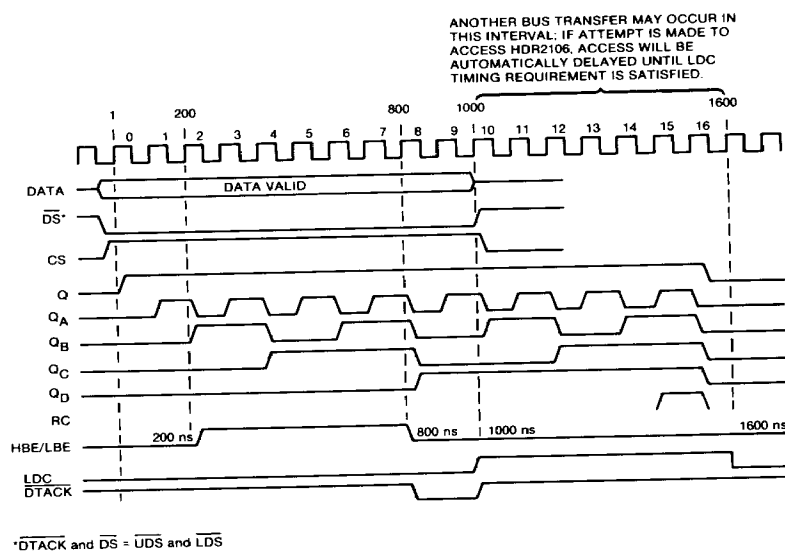 ANOTHER BUS TRANSFER MAY OCCUR IN
THIS INTERVAL; IF ATTEMPT IS MADE TO
ACCESS HDR2106, ACCESS WILL BE
AUTOMATICALLY DELAYED UNTIL LDC
TIMING REQUIREMENT IS SATISFIED.
1 200 800 1000 1600
0 1 2 3 4 5 6 7 8 9 10 11 12 13 14 15 16
DATA DATA VALID
DS*
CS
Q
QA
QB
QC
QD
RC
HBE/LBE 200 ns 800 ns 1000 ns 1600 ns
LDC
DTACK
*DTACK and DS = UDS and LDS